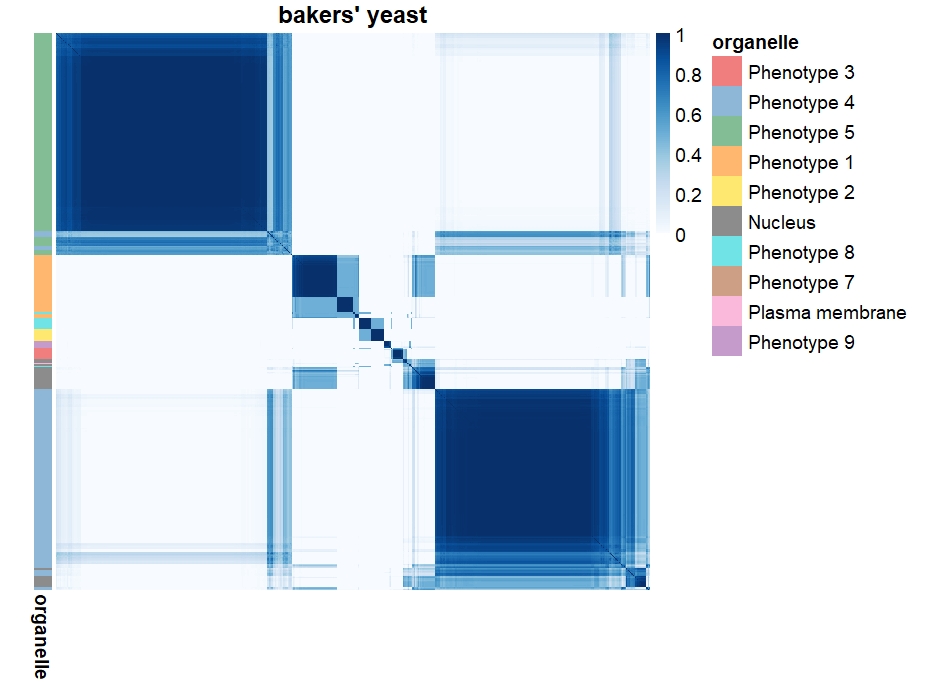 bakers' yeast
1
0.8
0.6
0.4
0.2
0
organelle
Phenotype 3
Phenotype 4
Phenotype 5
Phenotype 1
Phenotype 2
Nucleus
Phenotype 8
Phenotype 7
Plasma membrane
Phenotype 9
organelle